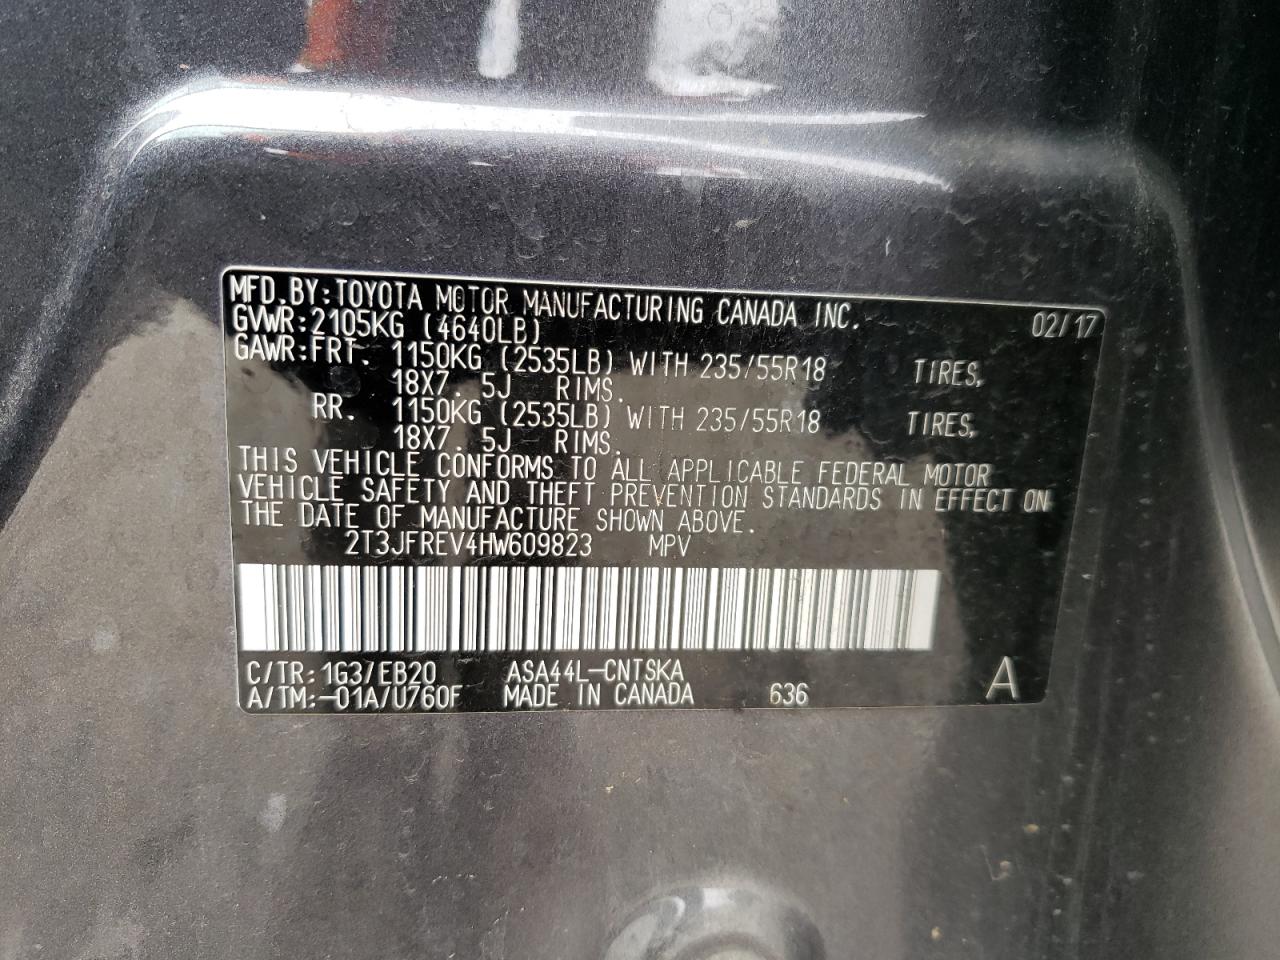 MFD.BY:TOYOTA MOTOR MANUFACTURING CANADA INC. 02/17
GVWR:2105KG (4640LB)
GAWR:FRT. 1150KG (2535LB) WITH 235/55R18 TIRES,
18X7. 5J RIMS.
RR. 1150KG (2535LB) WITH 235/55R18 TIRES,
18X7. 5J RIMS.
THIS VEHICLE CONFORMS TO ALL APPLICABLE FEDERAL MOTOR
VEHICLE SAFETY AND THEFT PREVENTION STANDARDS IN EFFECT ON
THE DATE OF MANUFACTURE SHOWN ABOVE.
2T3JFREV4HW609823 MPV
C/TR:1G3/EB20 ASA44L-CNTSKA A
A/TM:-01A/U760F MADE IN CANADA 636